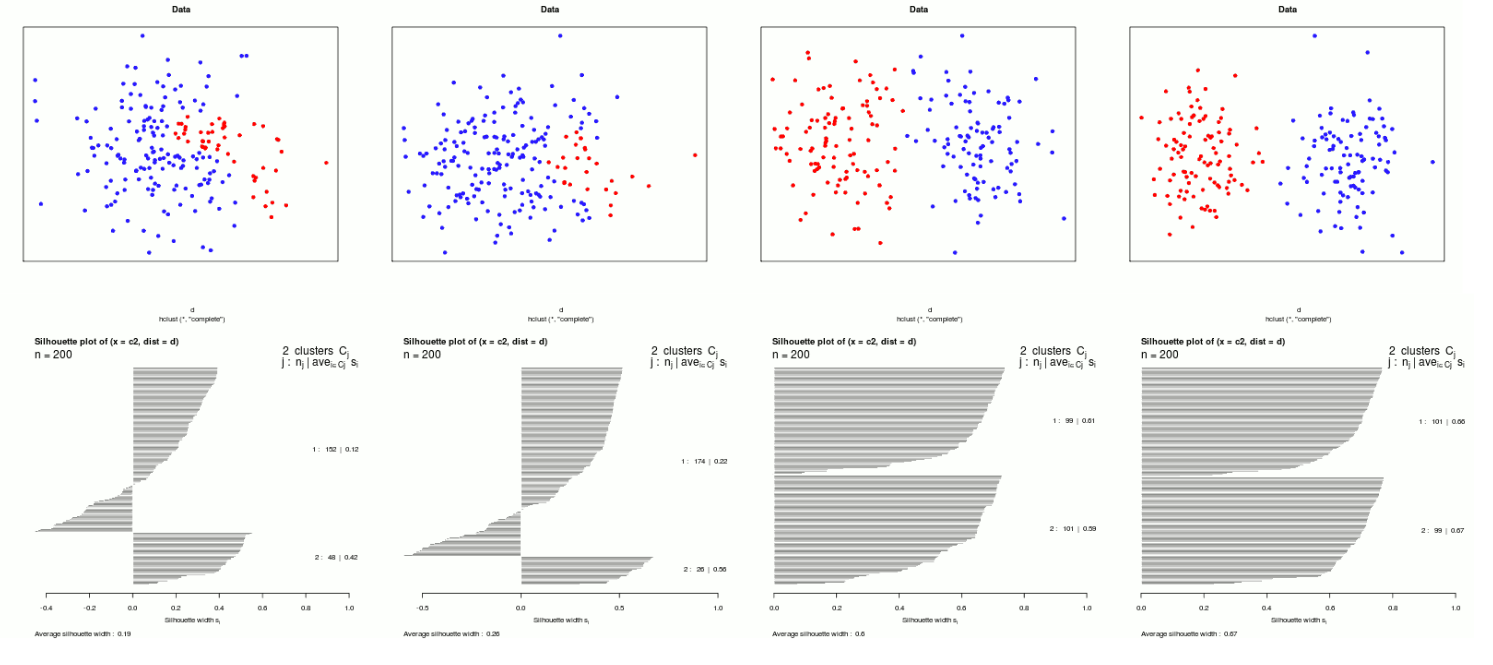 Data
Data
Data
Data
d
hclust (*, "complete")
d
hclust (*, "complete")
d
hclust (*, "complete")
d
hclust (*, "complete")
Silhouette plot of (x = c2, dist = d)
n = 200
2 clusters Cj
j : nj | avei∈Cj si
1 : 152 | 0.12
2 : 48 | 0.42
-0.4 -0.2 0.0 0.2 0.4 0.6 0.8 1.0
Silhouette width si
Average silhouette width : 0.19
Silhouette plot of (x = c2, dist = d)
n = 200
2 clusters Cj
j : nj | avei∈Cj si
1 : 174 | 0.22
2 : 26 | 0.56
-0.5 0.0 0.5 1.0
Silhouette width si
Average silhouette width : 0.26
Silhouette plot of (x = c2, dist = d)
n = 200
2 clusters Cj
j : nj | avei∈Cj si
1 : 99 | 0.61
2 : 101 | 0.59
0.0 0.2 0.4 0.6 0.8 1.0
Silhouette width si
Average silhouette width : 0.6
Silhouette plot of (x = c2, dist = d)
n = 200
2 clusters Cj
j : nj | avei∈Cj si
1 : 101 | 0.66
2 : 99 | 0.67
0.0 0.2 0.4 0.6 0.8 1.0
Silhouette width si
Average silhouette width : 0.67